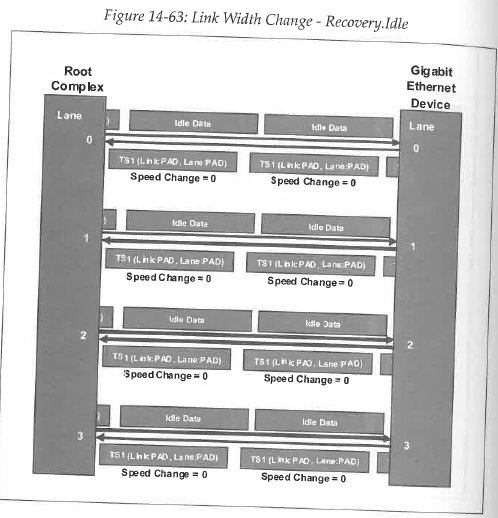 Figure 14-63: Link Width Change - Recovery.Idle
Root Complex
Gigabit Ethernet Device
Lane
Lane
0
)
Idle Data
Idle Data
0
TS1 (Link:PAD, Lane:PAD)
TS1 (Link:PAD, Lane:PAD)
Speed Change = 0
Speed Change = 0
1
)
Idle Data
Idle Data
1
TS1 (Link:PAD, Lane:PAD)
TS1 (Link:PAD, Lane:PAD)
Speed Change = 0
Speed Change = 0
2
)
Idle Data
Idle Data
2
TS1 (Link:PAD, Lane:PAD)
TS1 (Link:PAD, Lane:PAD)
Speed Change = 0
Speed Change = 0
3
)
Idle Data
Idle Data
3
TS1 (Link:PAD, Lane:PAD)
TS1 (Link:PAD, Lane:PAD)
Speed Change = 0
Speed Change = 0